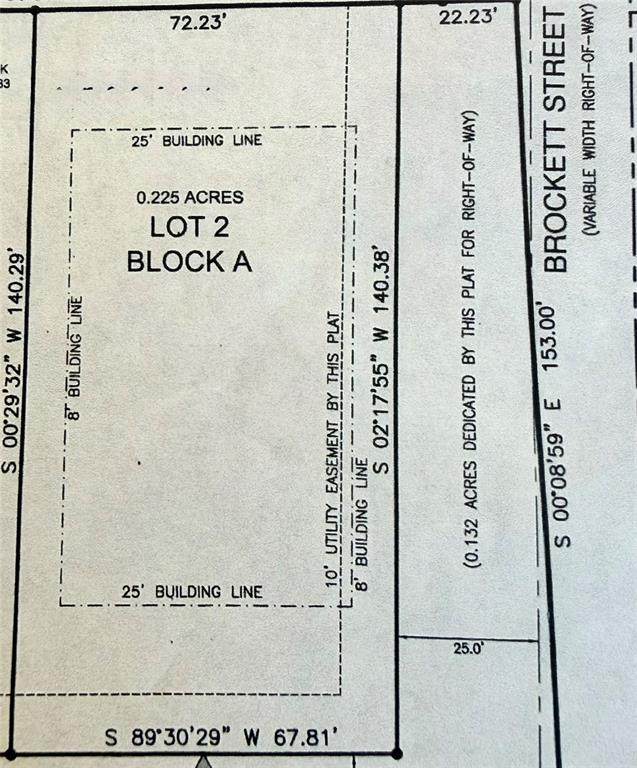 72.23'
22.23'
K
33
25' BUILDING LINE
0.225 ACRES
LOT 2
BLOCK A
S 00°29'32" W 140.29'
8' BUILDING LINE
10' UTILITY EASEMENT BY THIS PLAT
8' BUILDING LINE
S 02°17'55" W 140.38'
(0.132 ACRES DEDICATED BY THIS PLAT FOR RIGHT-OF-WAY)
S 00°08'59" E 153.00'
BROCKETT STREET
(VARIABLE WIDTH RIGHT-OF-WAY)
25' BUILDING LINE
25.0'
S 89°30'29" W 67.81'